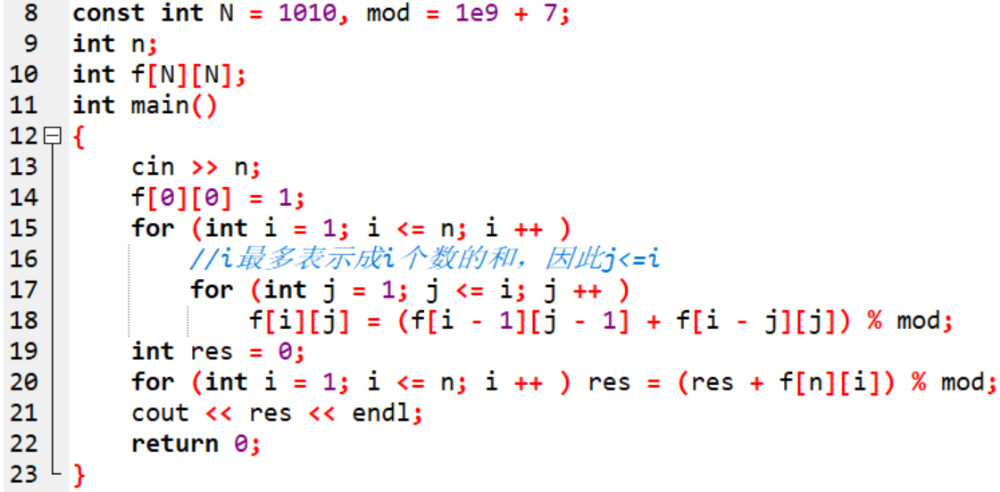 8 const int N = 1010, mod = 1e9 + 7;
9 int n;
10 int f[N][N];
11 int main()
12 {
13     cin >> n;
14     f[0][0] = 1;
15     for (int i = 1; i <= n; i ++ )
16         //i最多表示成i个数的和，因此j<=i
17         for (int j = 1; j <= i; j ++ )
18             f[i][j] = (f[i - 1][j - 1] + f[i - j][j]) % mod;
19     int res = 0;
20     for (int i = 1; i <= n; i ++ ) res = (res + f[n][i]) % mod;
21     cout << res << endl;
22     return 0;
23 }